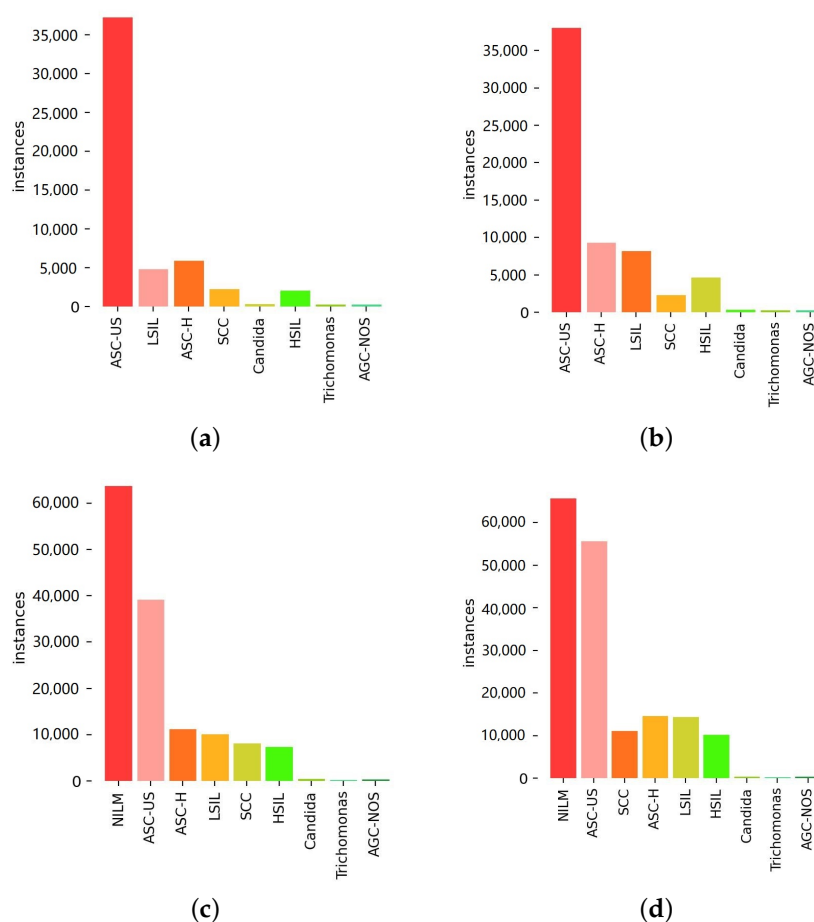 35,000
30,000
25,000
20,000
15,000
10,000
5,000
0
instances
ASC-US
LSIL
ASC-H
SCC
Candida
HSIL
Trichomonas
AGC-NOS
(a)
35,000
30,000
25,000
20,000
15,000
10,000
5,000
0
instances
ASC-US
ASC-H
LSIL
SCC
HSIL
Candida
Trichomonas
AGC-NOS
(b)
60,000
50,000
40,000
30,000
20,000
10,000
0
instances
NILM
ASC-US
ASC-H
LSIL
SCC
HSIL
Candida
Trichomonas
AGC-NOS
(c)
60,000
50,000
40,000
30,000
20,000
10,000
0
instances
NILM
ASC-US
SCC
ASC-H
LSIL
HSIL
Candida
Trichomonas
AGC-NOS
(d)